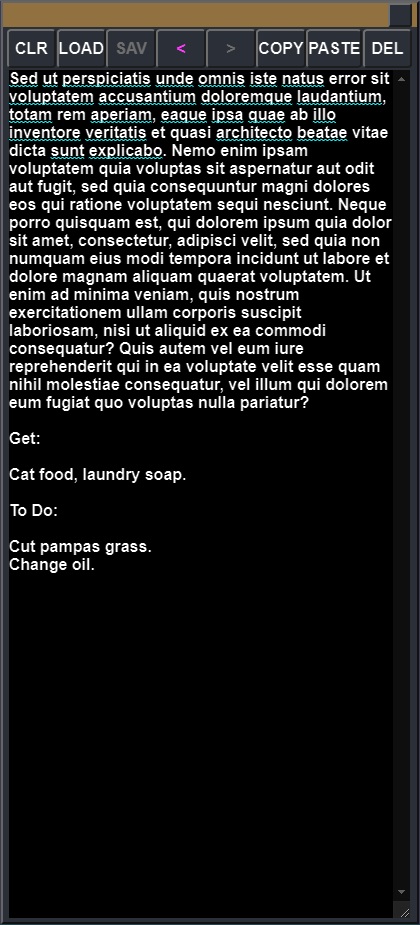 CLR LOAD SAV < > COPY PASTE DEL
Sed ut perspiciatis unde omnis iste natus error sit
voluptatem accusantium doloremque laudantium,
totam rem aperiam, eaque ipsa quae ab illo
inventore veritatis et quasi architecto beatae vitae
dicta sunt explicabo. Nemo enim ipsam
voluptatem quia voluptas sit aspernatur aut odit
aut fugit, sed quia consequuntur magni dolores
eos qui ratione voluptatem sequi nesciunt. Neque
porro quisquam est, qui dolorem ipsum quia dolor
sit amet, consectetur, adipisci velit, sed quia non
numquam eius modi tempora incidunt ut labore et
dolore magnam aliquam quaerat voluptatem. Ut
enim ad minima veniam, quis nostrum
exercitationem ullam corporis suscipit
laboriosam, nisi ut aliquid ex ea commodi
consequatur? Quis autem vel eum iure
reprehenderit qui in ea voluptate velit esse quam
nihil molestiae consequatur, vel illum qui dolorem
eum fugiat quo voluptas nulla pariatur?
Get:
Cat food, laundry soap.
To Do:
Cut pampas grass.
Change oil.